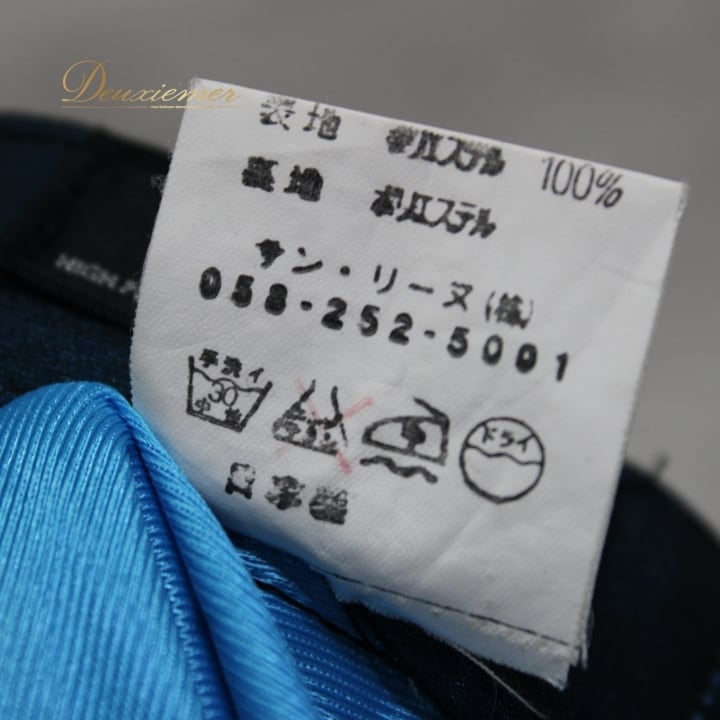 Deuxiemer
表地 ポリエステル 100%
裏地 ポリエステル
サン・リーヌ(株)
058-252-5001
手洗イ
30
中性
ドライ
日本製
HIGH